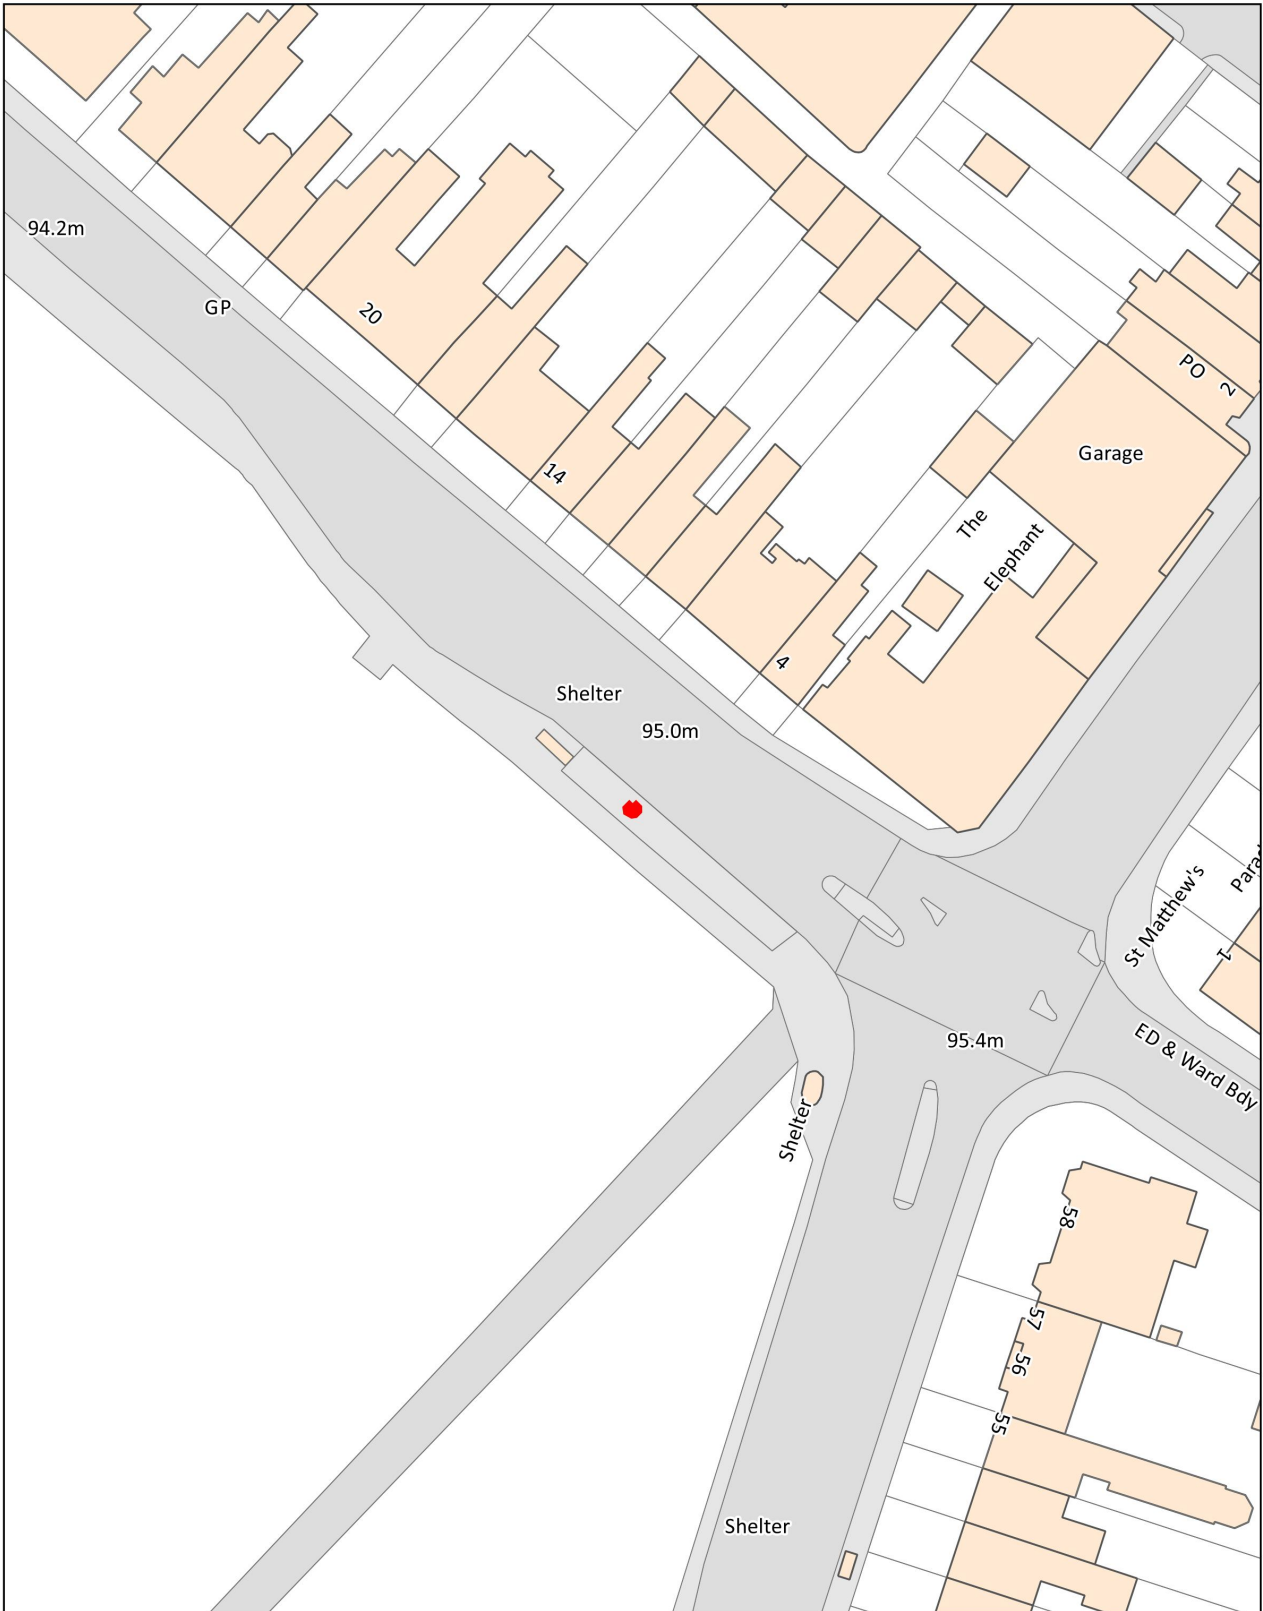 94.2m
GP
20
PO 2
Garage
14
The
Elephant
4
Shelter
95.0m
St Matthew's
1
95.4m
ED & Ward Bdy
Shelter
58
57
56
55
Shelter